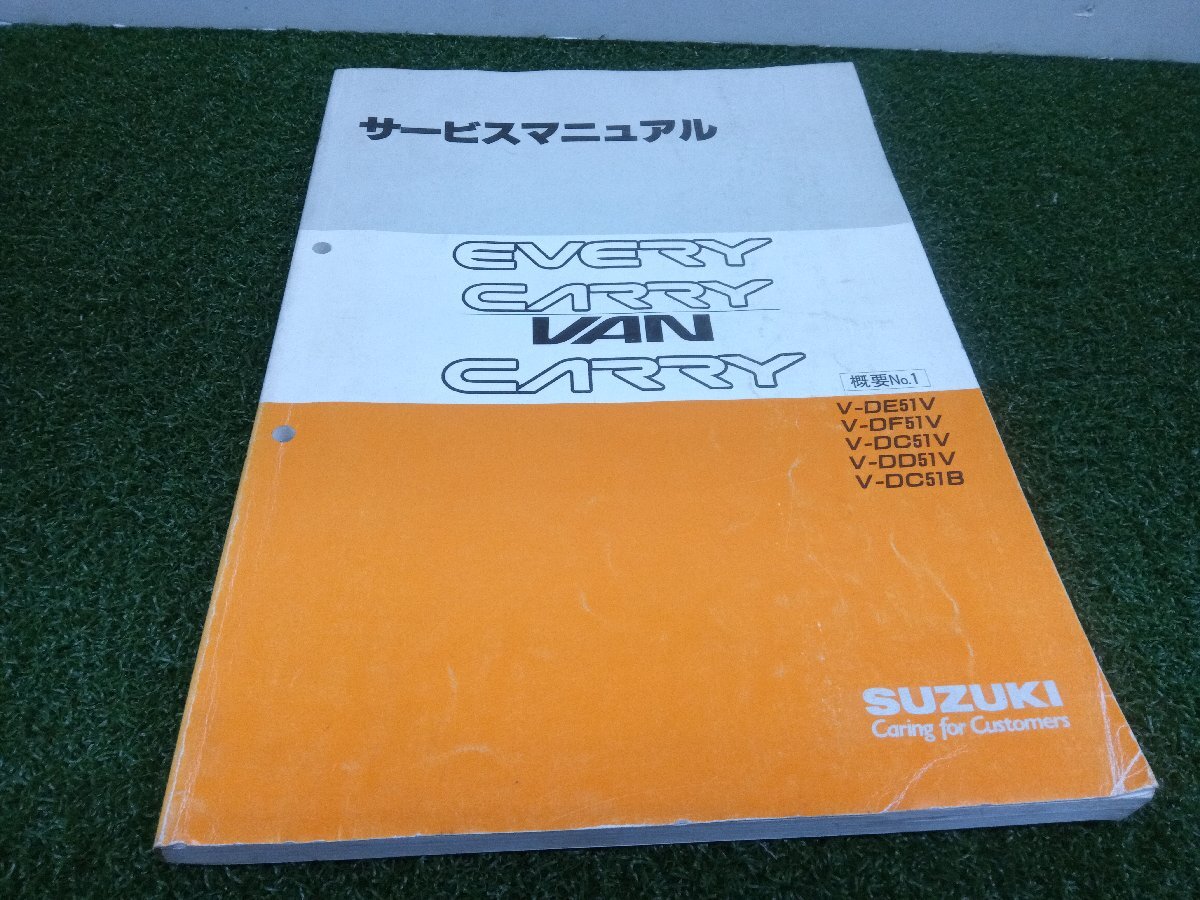 サービスマニュアル
EVERY
CARRY
VAN
CARRY
概要No.1
V-DE51V
V-DF51V
V-DC51V
V-DD51V
V-DC51B
SUZUKI
Caring for Customers